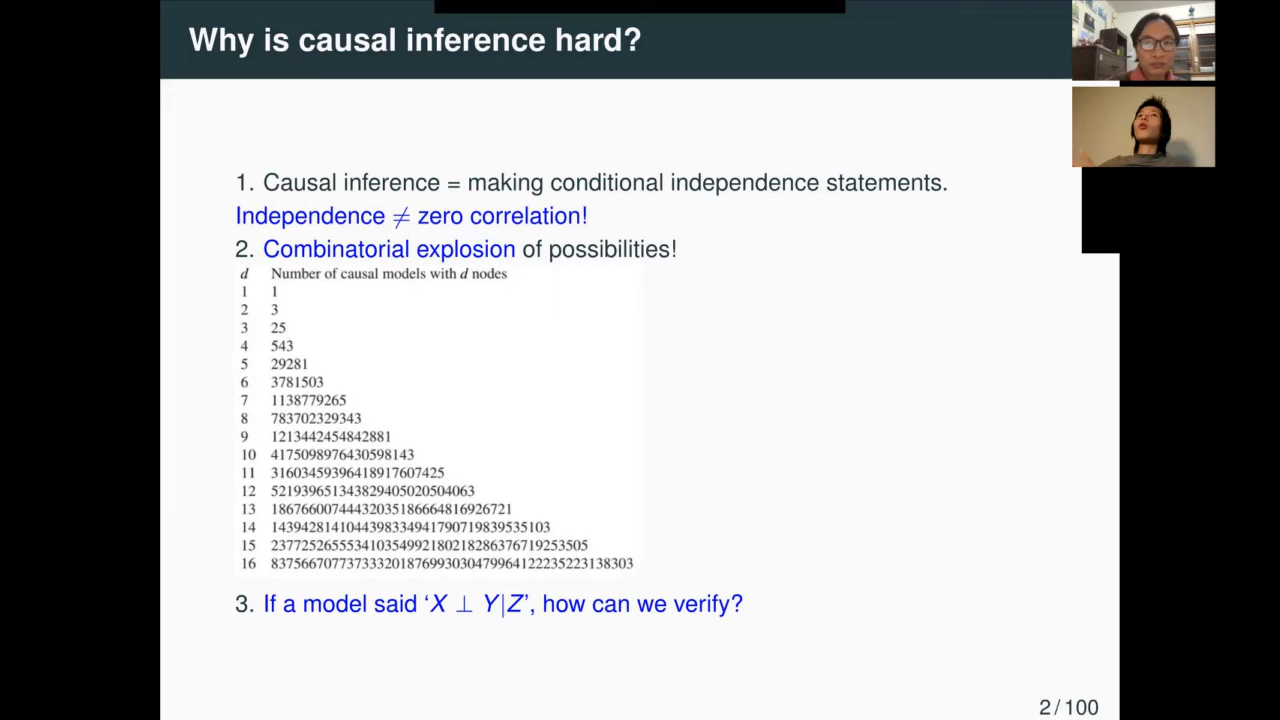 Why is causal inference hard?
1. Causal inference = making conditional independence statements.
Independence ≠ zero correlation!
2. Combinatorial explosion of possibilities!
d Number of causal models with d nodes
1 1
2 3
3 25
4 543
5 29281
6 3781503
7 1138779265
8 783702329343
9 1213442454842881
10 4175098976430598143
11 31603459396418917607425
12 521939651343829405020504063
13 18676600744432035186664816926721
14 1439428141044398334941790719839535103
15 237725265553410354992180218286376719253505
16 83756670773733320187699303047996412223522313​8303
3. If a model said ‘X ⊥ Y|Z’, how can we verify?
2 / 100